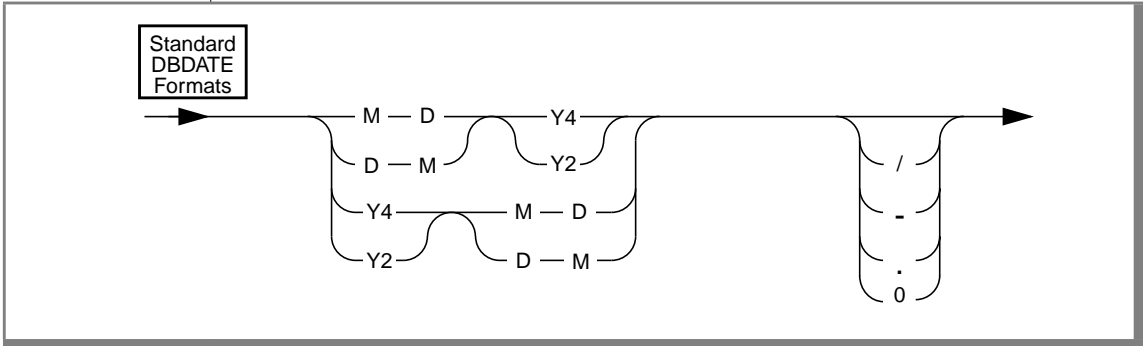 Standard
DBDATE
Formats
M D Y4
D M Y2
/
Y4 M D
-
Y2 D M
.
0